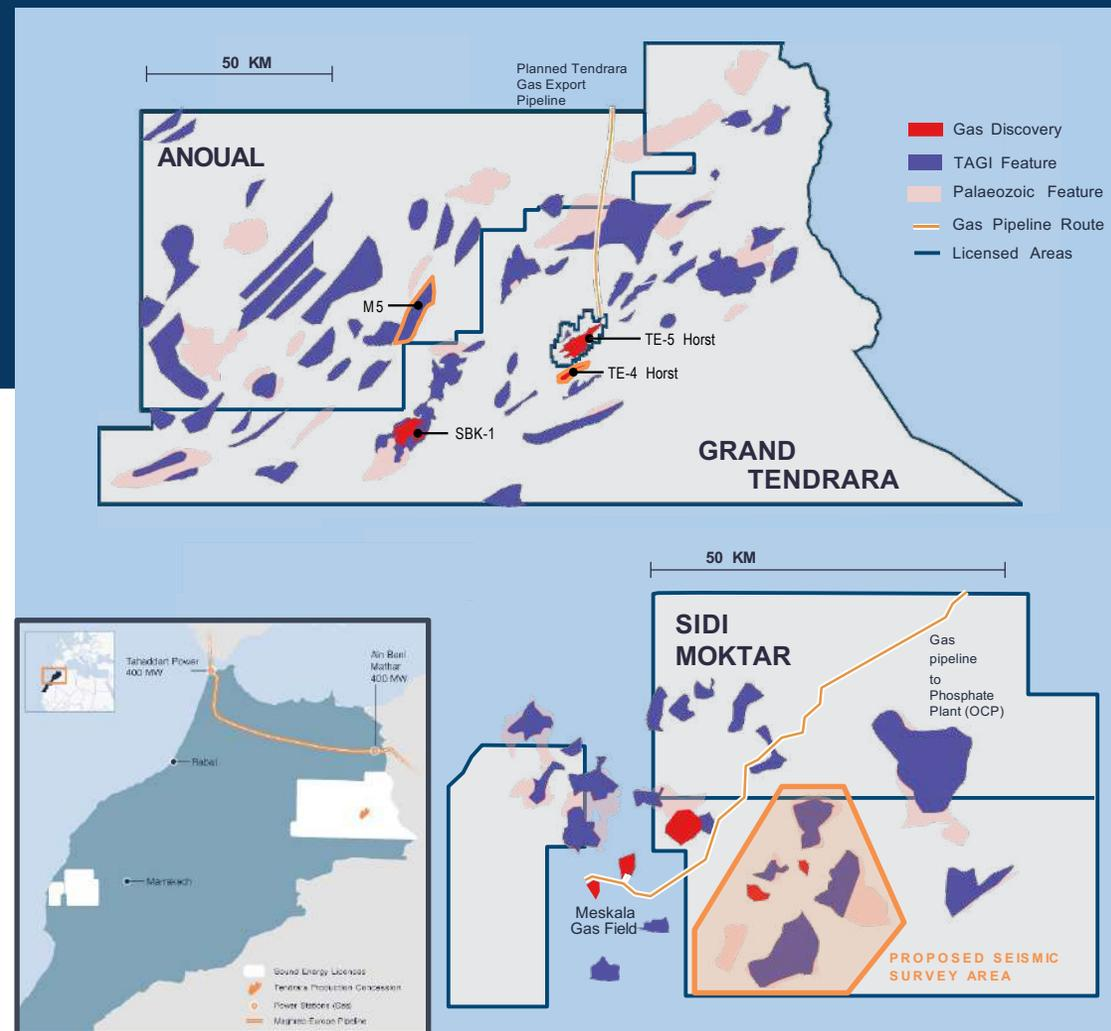 50 KM
Planned Tendrara
Gas Export
Pipeline
ANOUAL
Gas Discovery
TAGI Feature
Palaeozoic Feature
Gas Pipeline Route
Licensed Areas
M5
TE-5 Horst
TE-4 Horst
SBK-1
GRAND
TENDRARA
50 KM
SIDI
MOKTAR
Gas
pipeline
to
Phosphate
Plant (OCP)
Meskala
Gas Field
PROPOSED SEISMIC
SURVEY AREA
Tahaddart Power
400 MW
Ain Beni
Mathar
400 MW
Rabat
Marrakech
Sound Energy Licences
Tendrara Production Concession
Power Stations (Gas)
Maghreb-Europe Pipeline